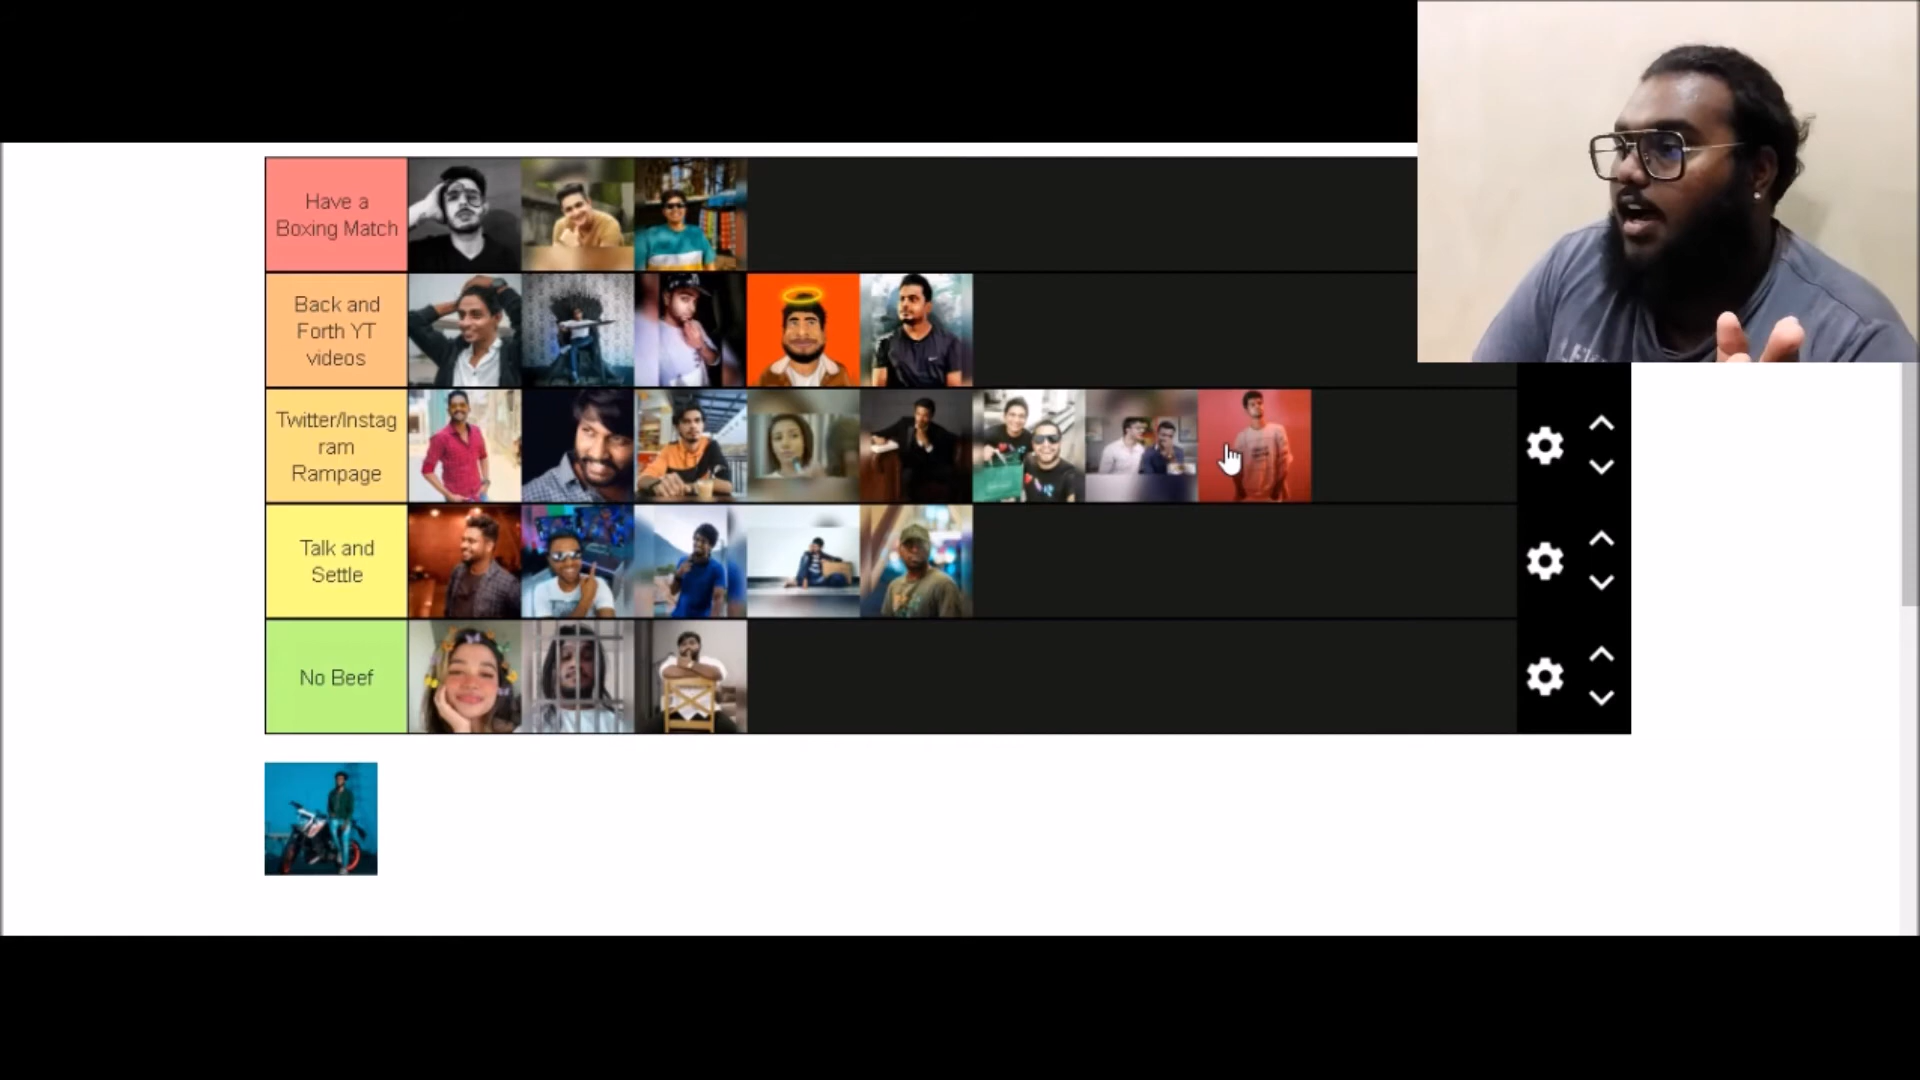 Have a
Boxing Match
Back and
Forth YT
videos
Twitter/Instag
ram
Rampage
Talk and
Settle
No Beef